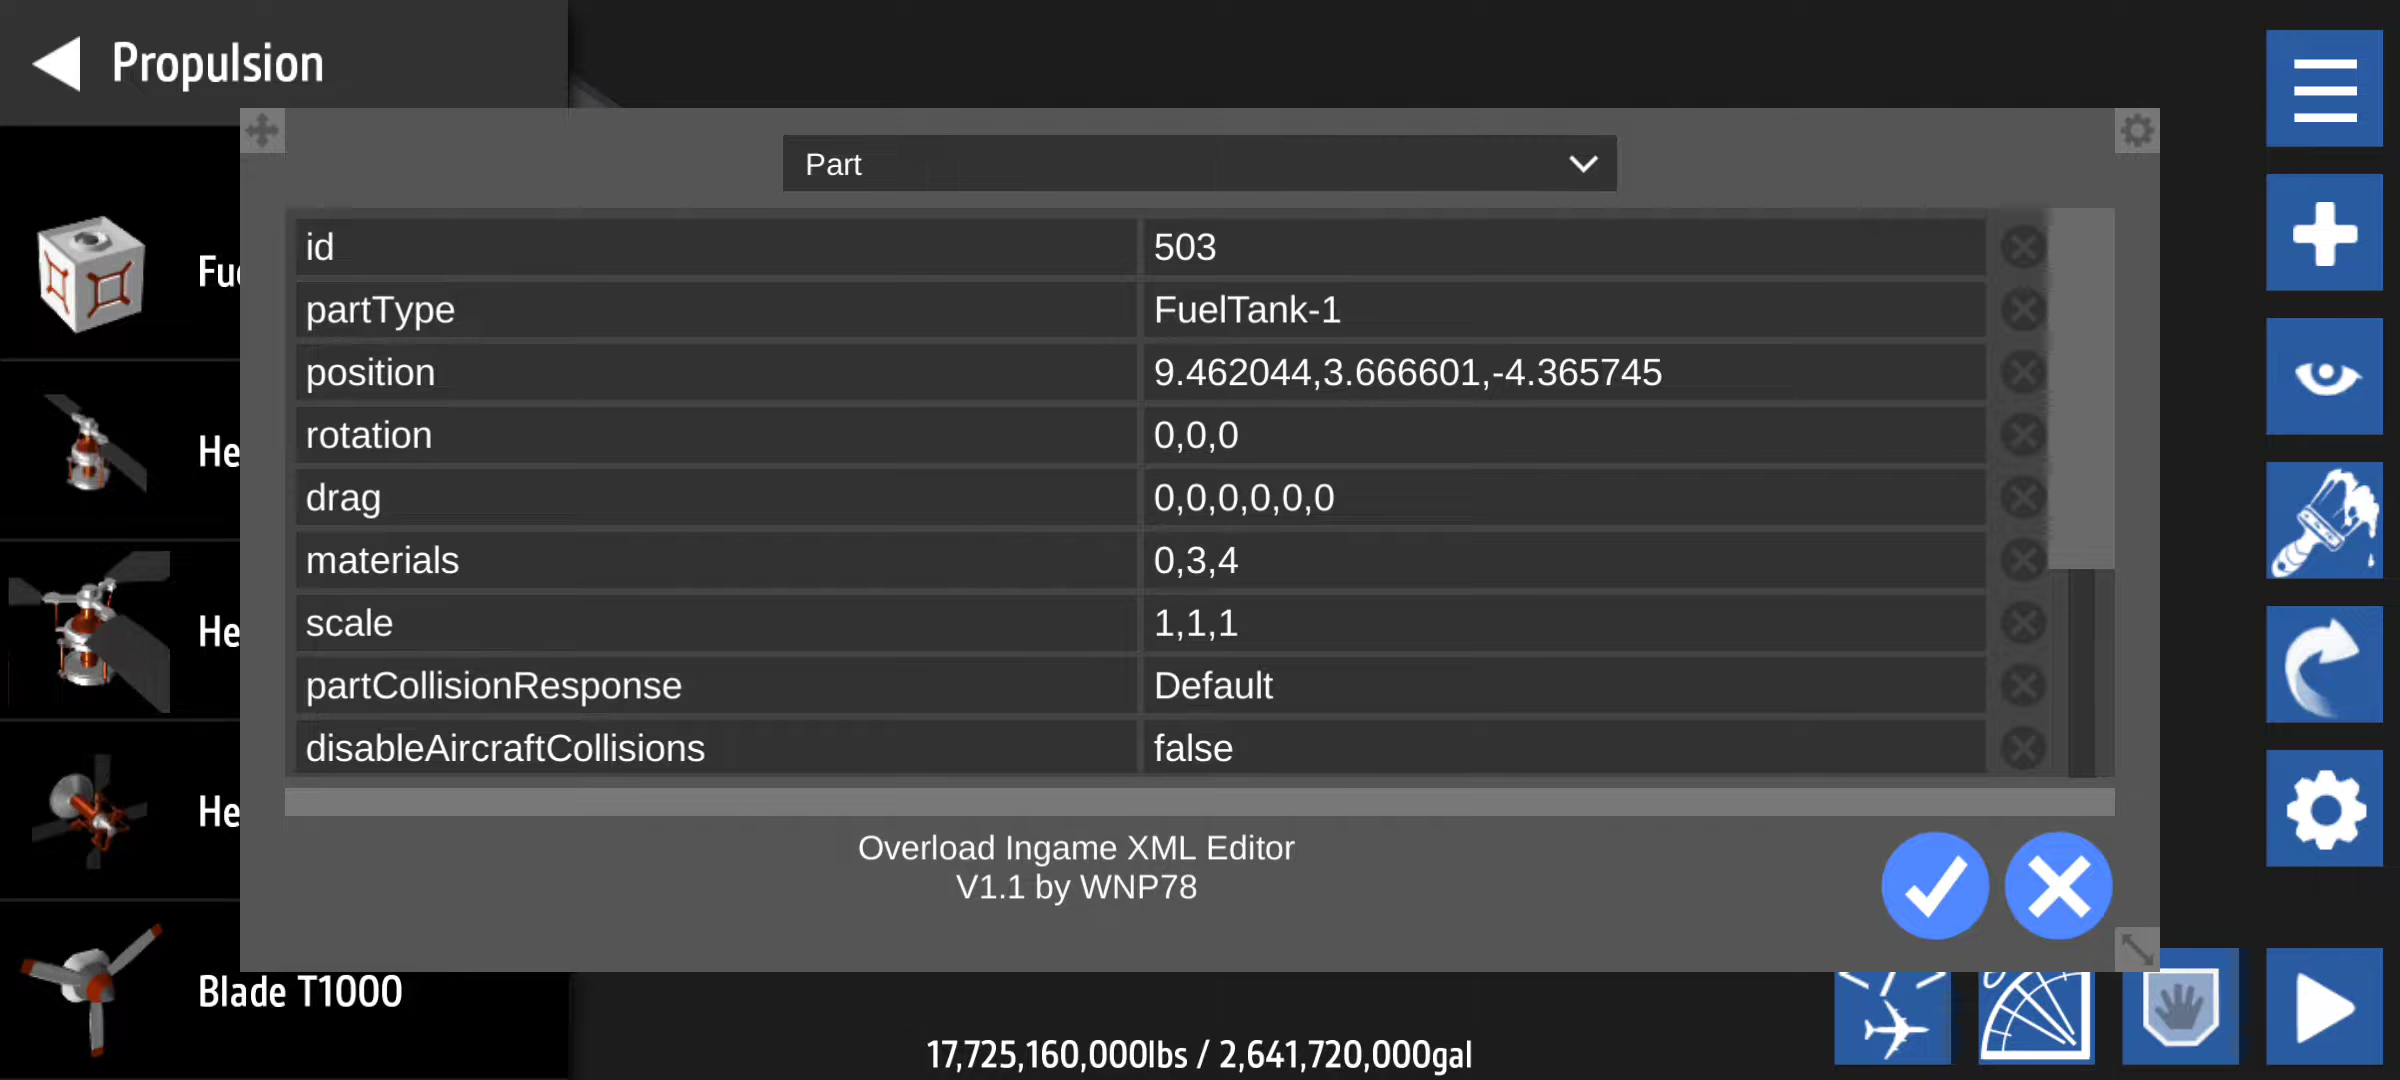 Propulsion
Part
id
503
partType
FuelTank-1
position
9.462044,3.666601,-4.365745
rotation
0,0,0
drag
0,0,0,0,0,0
materials
0,3,4
scale
1,1,1
partCollisionResponse
Default
disableAircraftCollisions
false
Overload Ingame XML Editor
V1.1 by WNP78
Blade T1000
17,725,160,000lbs / 2,641,720,000gal